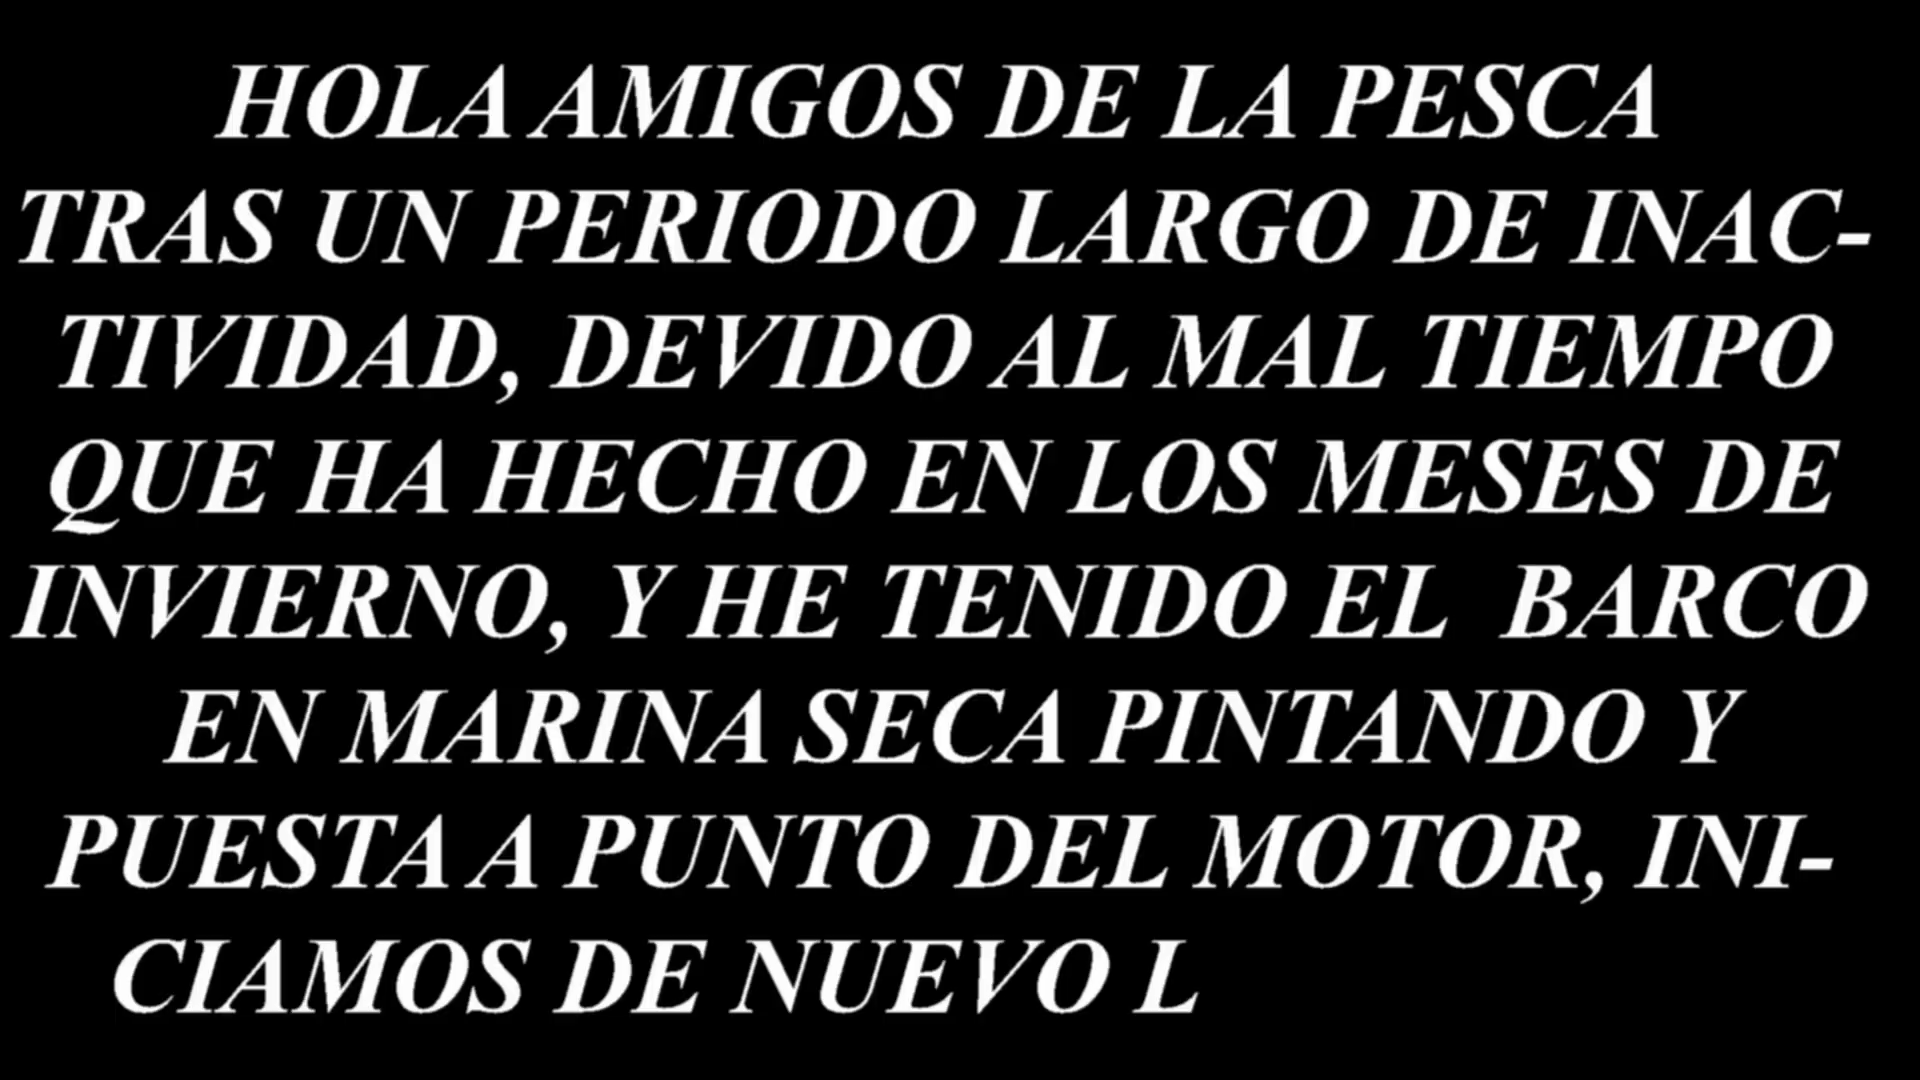 HOLA AMIGOS DE LA PESCA
TRAS UN PERIODO LARGO DE INAC-
TIVIDAD, DEVIDO AL MAL TIEMPO
QUE HA HECHO EN LOS MESES DE
INVIERNO, Y HE TENIDO EL  BARCO
EN MARINA SECA PINTANDO Y
PUESTA A PUNTO DEL MOTOR, INI-
CIAMOS DE NUEVO L